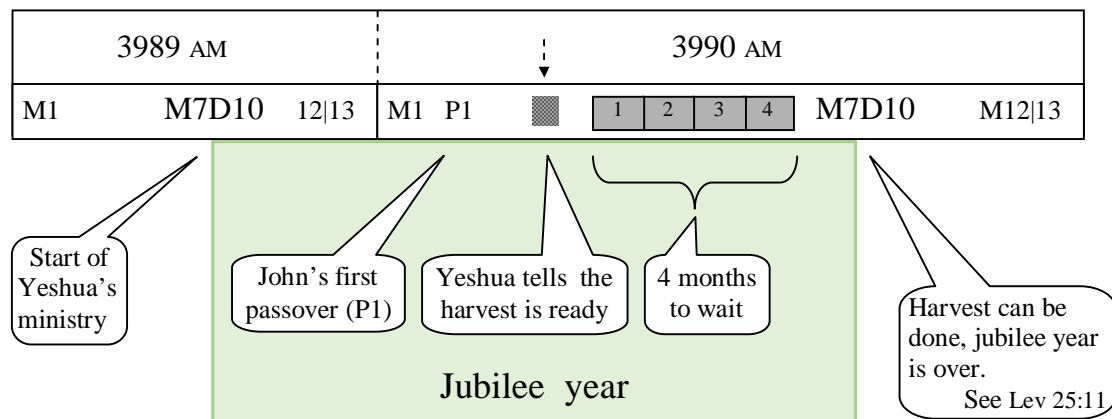 3989 AM
3990 AM
M1 M7D10 12|13 M1 P1 1 2 3 4 M7D10 M12|13
Start of
Yeshua's
ministry
John's first
passover (P1)
Yeshua tells the
harvest is ready
4 months
to wait
Harvest can be
done, jubilee year
is over.
See Lev 25:11
Jubilee year